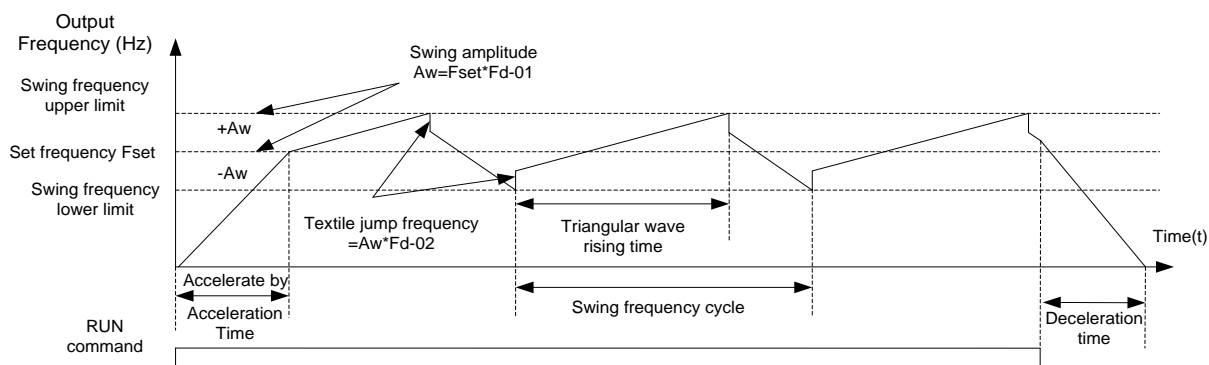 Output
Frequency (Hz)
Swing amplitude
Aw=Fset*Fd-01
Swing frequency
upper limit
+Aw
Set frequency Fset
-Aw
Swing frequency
lower limit
Textile jump frequency
=Aw*Fd-02
Triangular wave
rising time
Time(t)
Accelerate by
Acceleration
Time
Swing frequency cycle
Deceleration
time
RUN
command